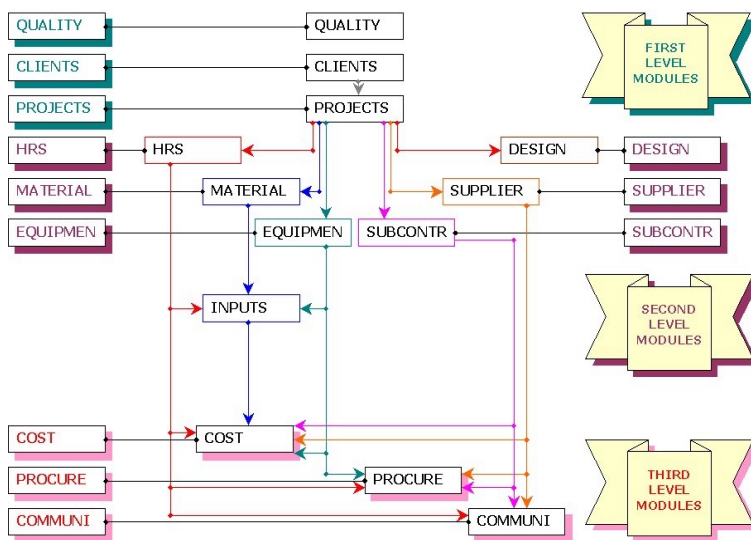 QUALITY QUALITY
CLIENTS CLIENTS
FIRST
LEVEL
MODULES
PROJECTS PROJECTS
HRS HRS DESIGN DESIGN
MATERIAL MATERIAL SUPPLIER SUPPLIER
EQUIPMEN EQUIPMEN SUBCONTR SUBCONTR
INPUTS
SECOND
LEVEL
MODULES
COST COST
PROCURE PROCURE
THIRD
LEVEL
MODULES
COMMUNI COMMUNI